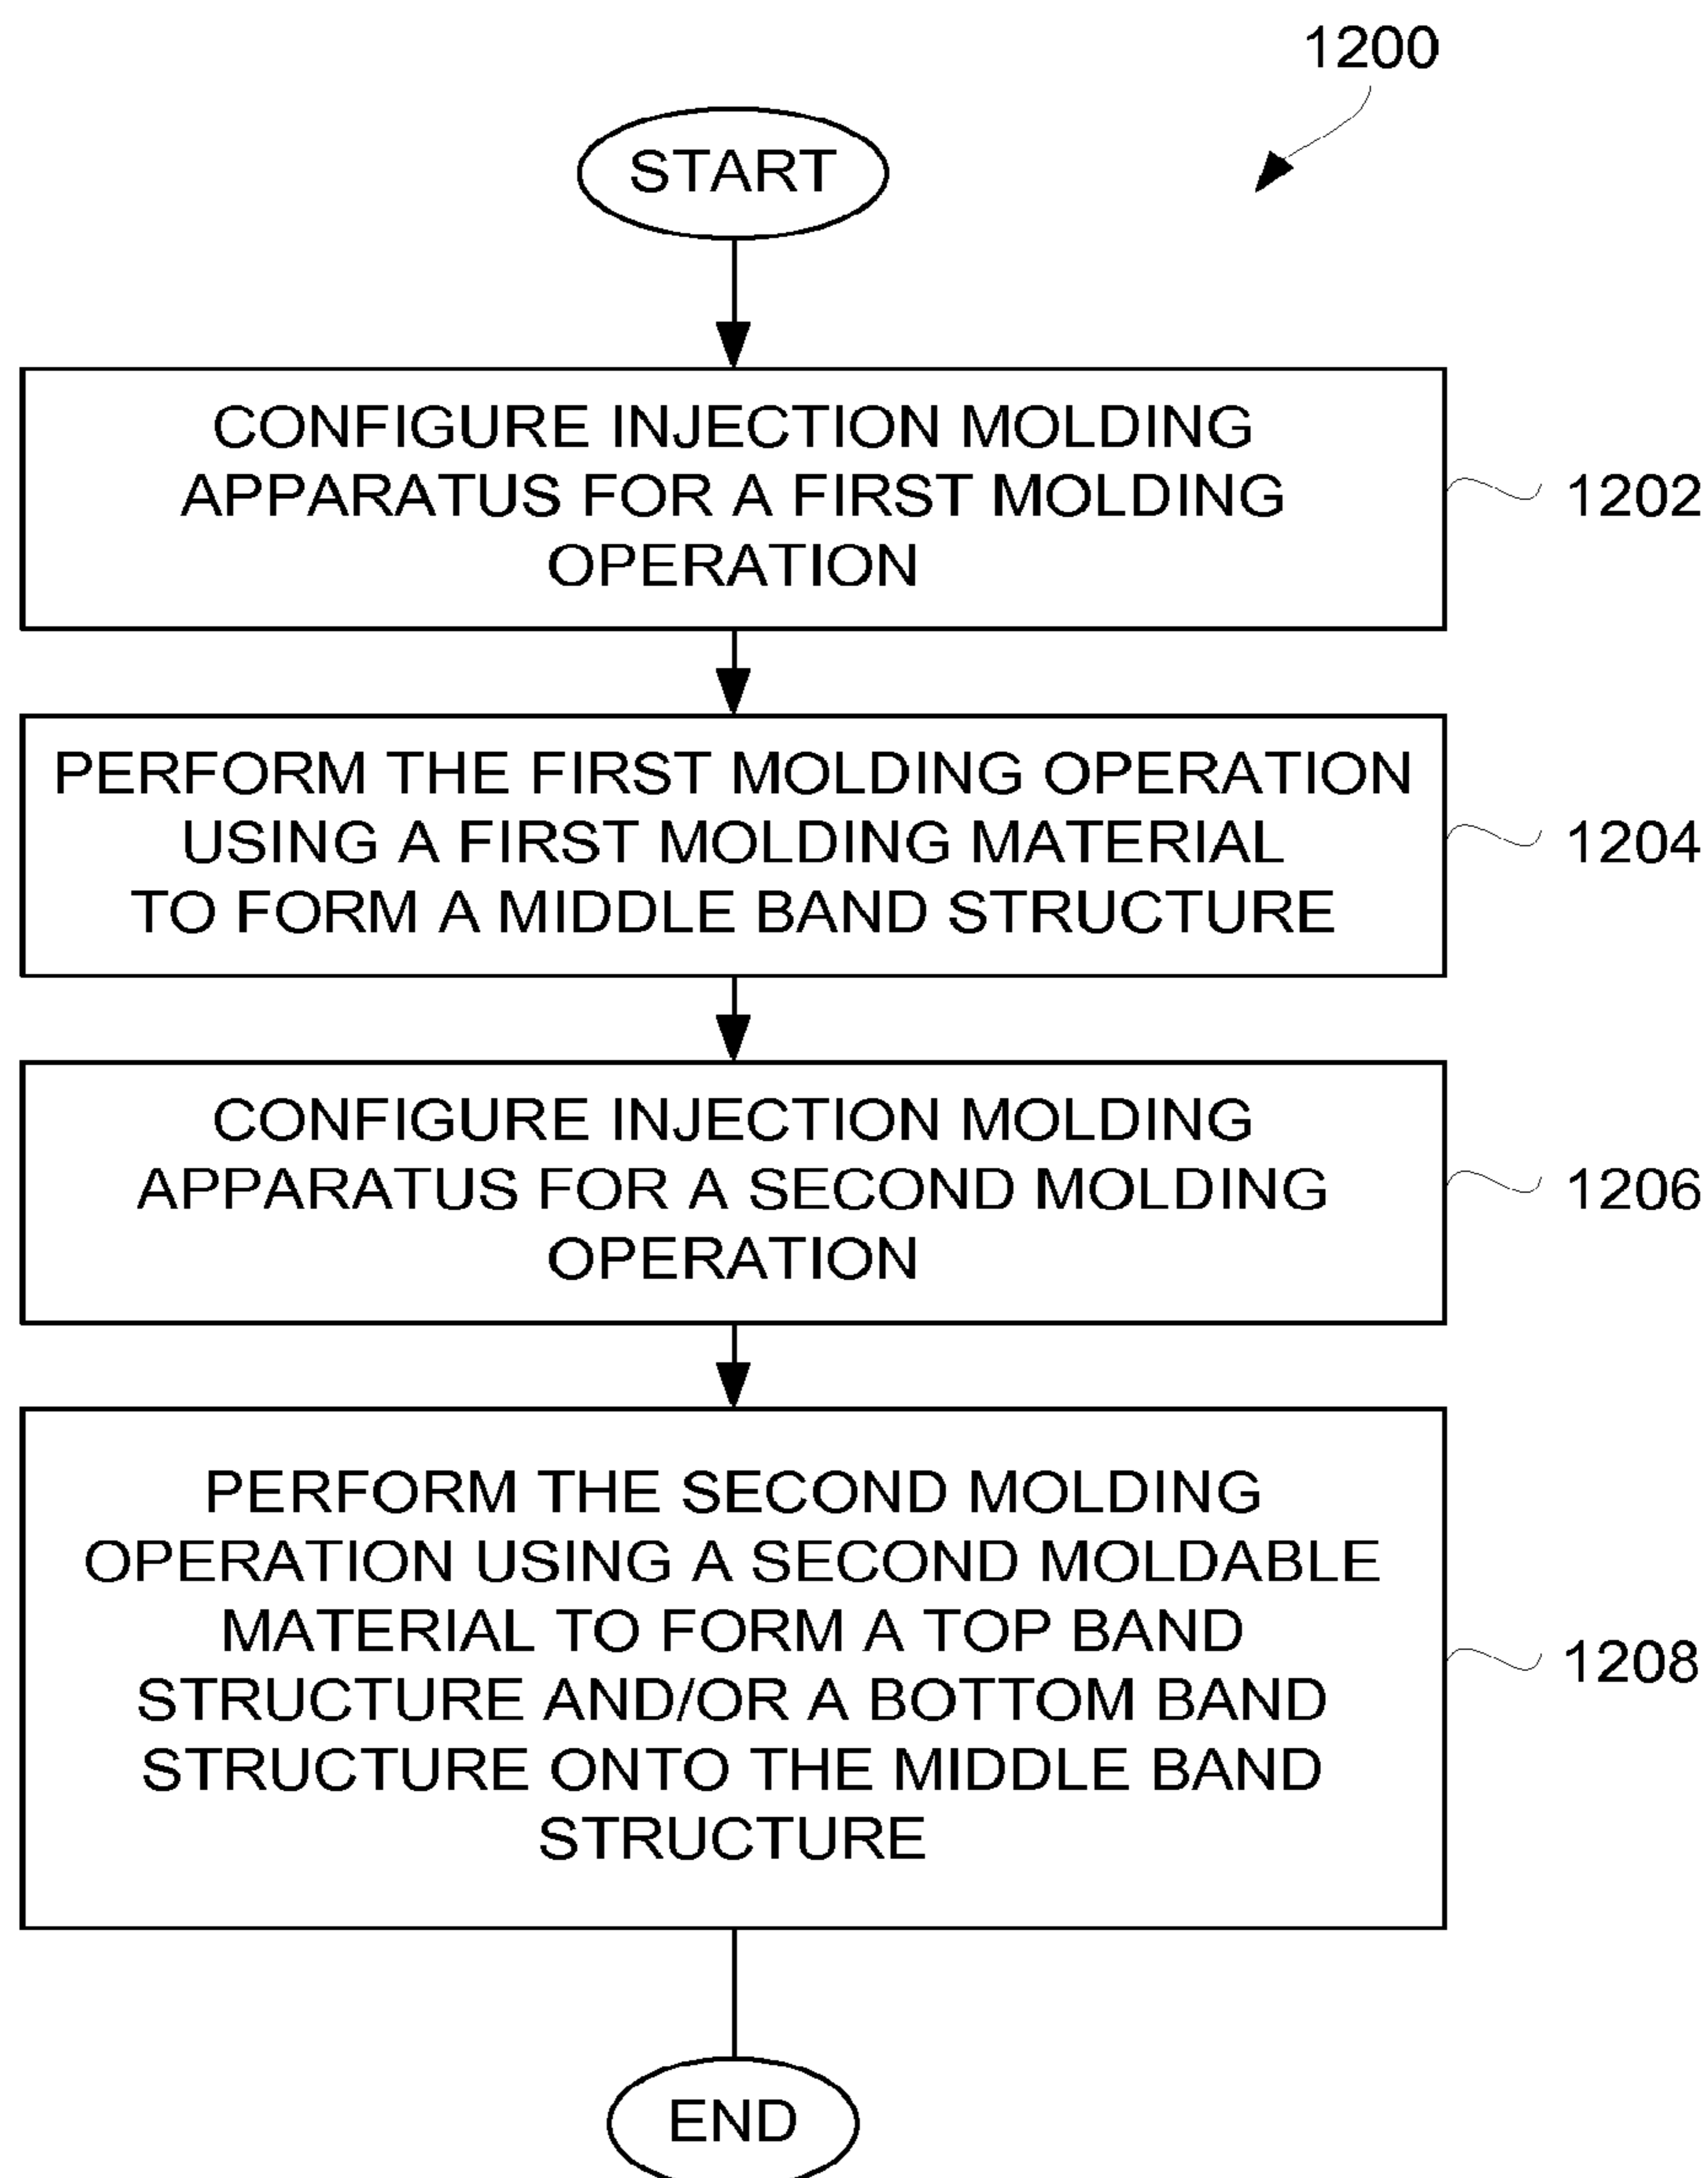 1200
START
CONFIGURE INJECTION MOLDING
APPARATUS FOR A FIRST MOLDING
OPERATION
1202
PERFORM THE FIRST MOLDING OPERATION
USING A FIRST MOLDING MATERIAL
TO FORM A MIDDLE BAND STRUCTURE
1204
CONFIGURE INJECTION MOLDING
APPARATUS FOR A SECOND MOLDING
OPERATION
1206
PERFORM THE SECOND MOLDING
OPERATION USING A SECOND MOLDABLE
MATERIAL TO FORM A TOP BAND
STRUCTURE AND/OR A BOTTOM BAND
STRUCTURE ONTO THE MIDDLE BAND
STRUCTURE
1208
END